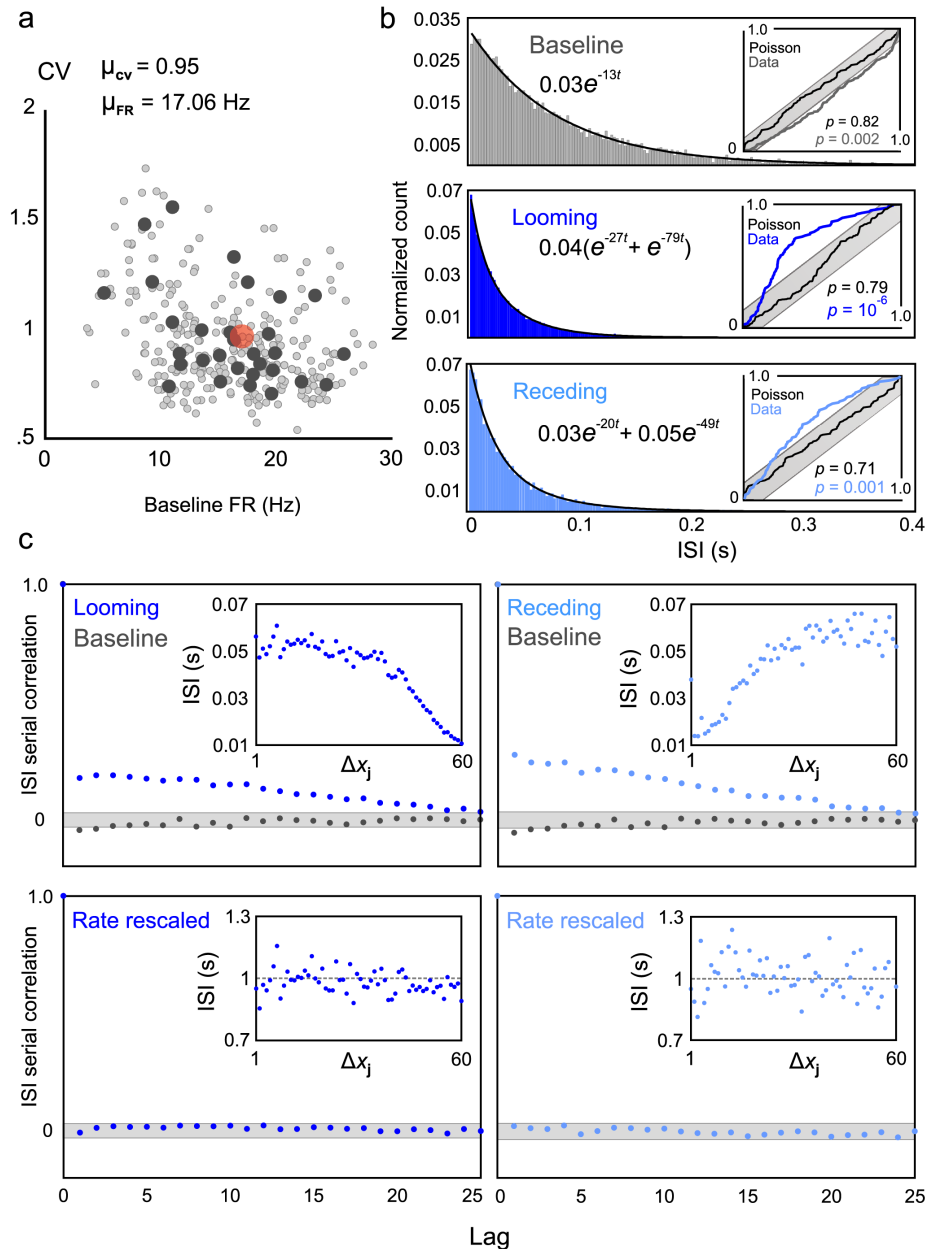 a
CV
μcv = 0.95
μFR = 17.06 Hz
2
1.5
1
.5
0
10
20
30
Baseline FR (Hz)
b
Normalized count
0.035
0.025
0.015
0.005
Baseline
0.03e^-13t
1.0
Poisson
Data
p = 0.82
p = 0.002
0
1.0
0.07
0.05
0.03
0.01
Looming
0.04(e^-27t + e^-79t)
1.0
Poisson
Data
p = 0.79
p = 10^-6
0
1.0
0.07
0.05
0.03
0.01
Receding
0.03e^-20t + 0.05e^-49t
1.0
Poisson
Data
p = 0.71
p = 0.001
0
1.0
0
0.1
0.2
0.3
0.4
ISI (s)
c
ISI serial correlation
1.0
0
Looming
Baseline
ISI (s)
0.07
0.05
0.03
0.01
1
Δxj
60
Receding
Baseline
ISI (s)
0.07
0.05
0.03
0.01
1
Δxj
60
ISI serial correlation
1.0
0
Rate rescaled
ISI (s)
1.3
1
0.7
1
Δxj
60
0
5
10
15
20
25
Rate rescaled
ISI (s)
1.3
1
0.7
1
Δxj
60
0
5
10
15
20
25
Lag